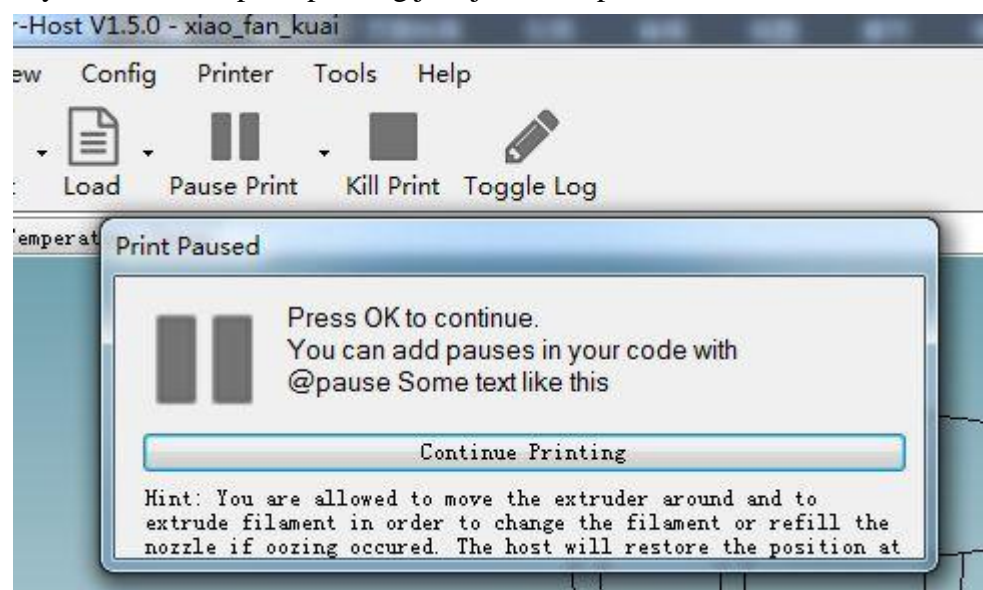 r-Host V1.5.0 - xiao_fan_kuai
ew Config Printer Tools Help
Load Pause Print Kill Print Toggle Log
Temperat
Print Paused
Press OK to continue.
You can add pauses in your code with
@pause Some text like this
Continue Printing
Hint: You are allowed to move the extruder around and to
extrude filament in order to change the filament or refill the
nozzle if oozing occured. The host will restore the position at